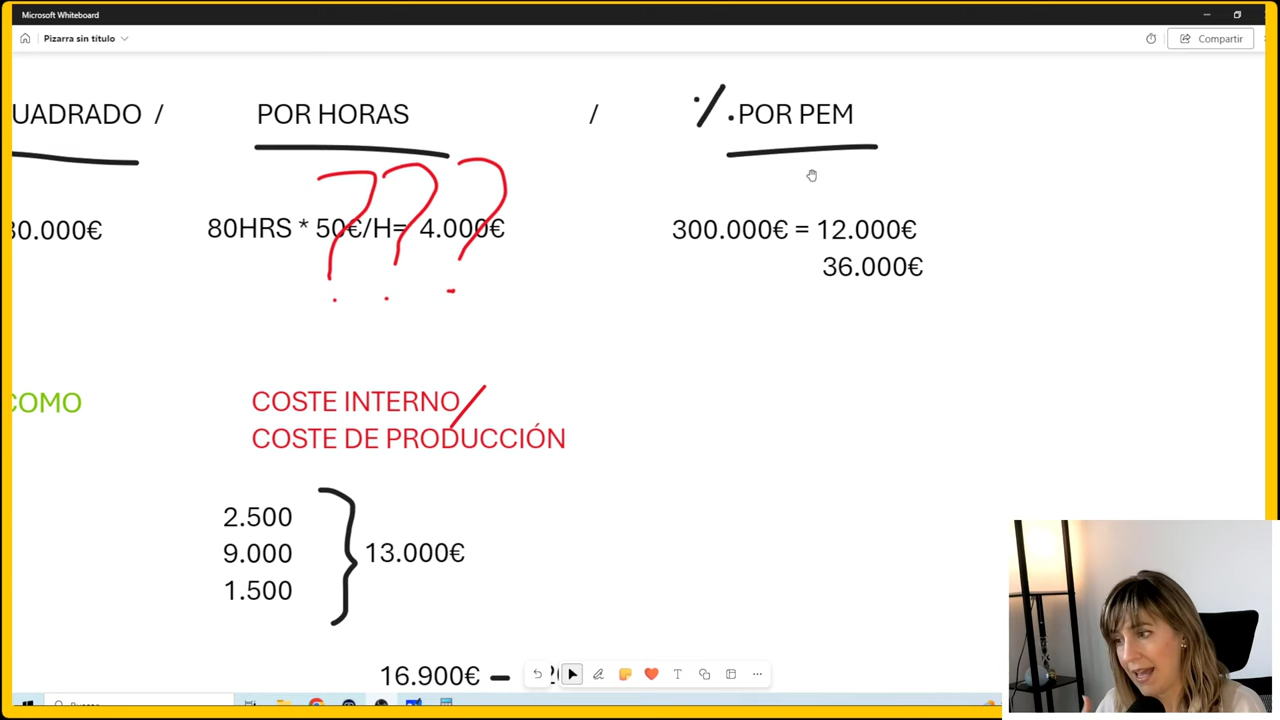 Microsoft Whiteboard
Pizarra sin título
Compartir
UADRADO / POR HORAS / %. POR PEM
???
30.000€ 80HRS * 50€/H= 4.000€ 300.000€ = 12.000€
36.000€
COMO COSTE INTERNO/
COSTE DE PRODUCCIÓN
2.500
9.000 13.000€
1.500
16.900€ –